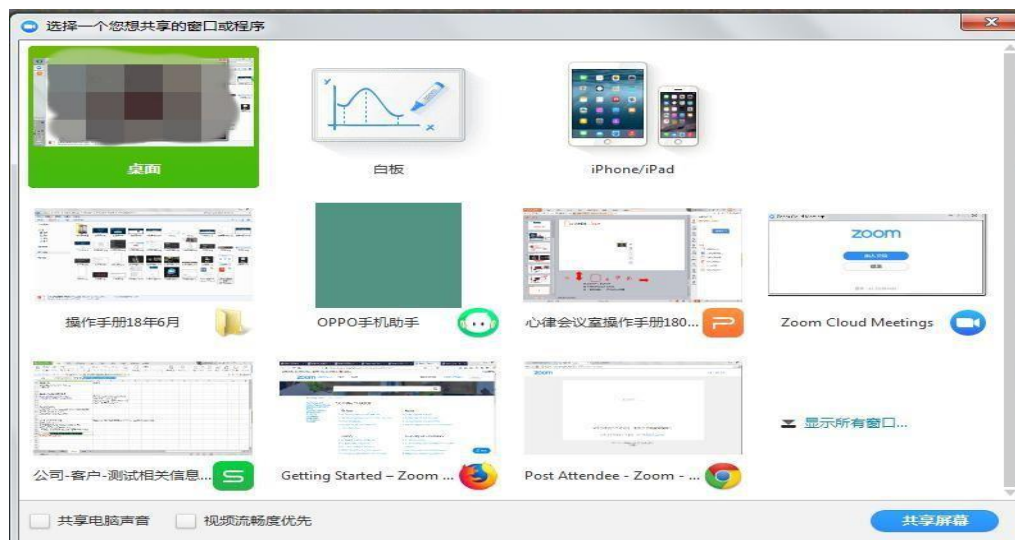 选择一个您想共享的窗口或程序
桌面
白板
iPhone/iPad
操作手册18年6月
OPPO手机助手
心律会议室操作手册180...
Zoom Cloud Meetings
zoom
公司-客户-测试相关信息...
Getting Started – Zoom ...
Post Attendee - Zoom - ...
显示所有窗口...
共享电脑声音
视频流畅度优先
共享屏幕